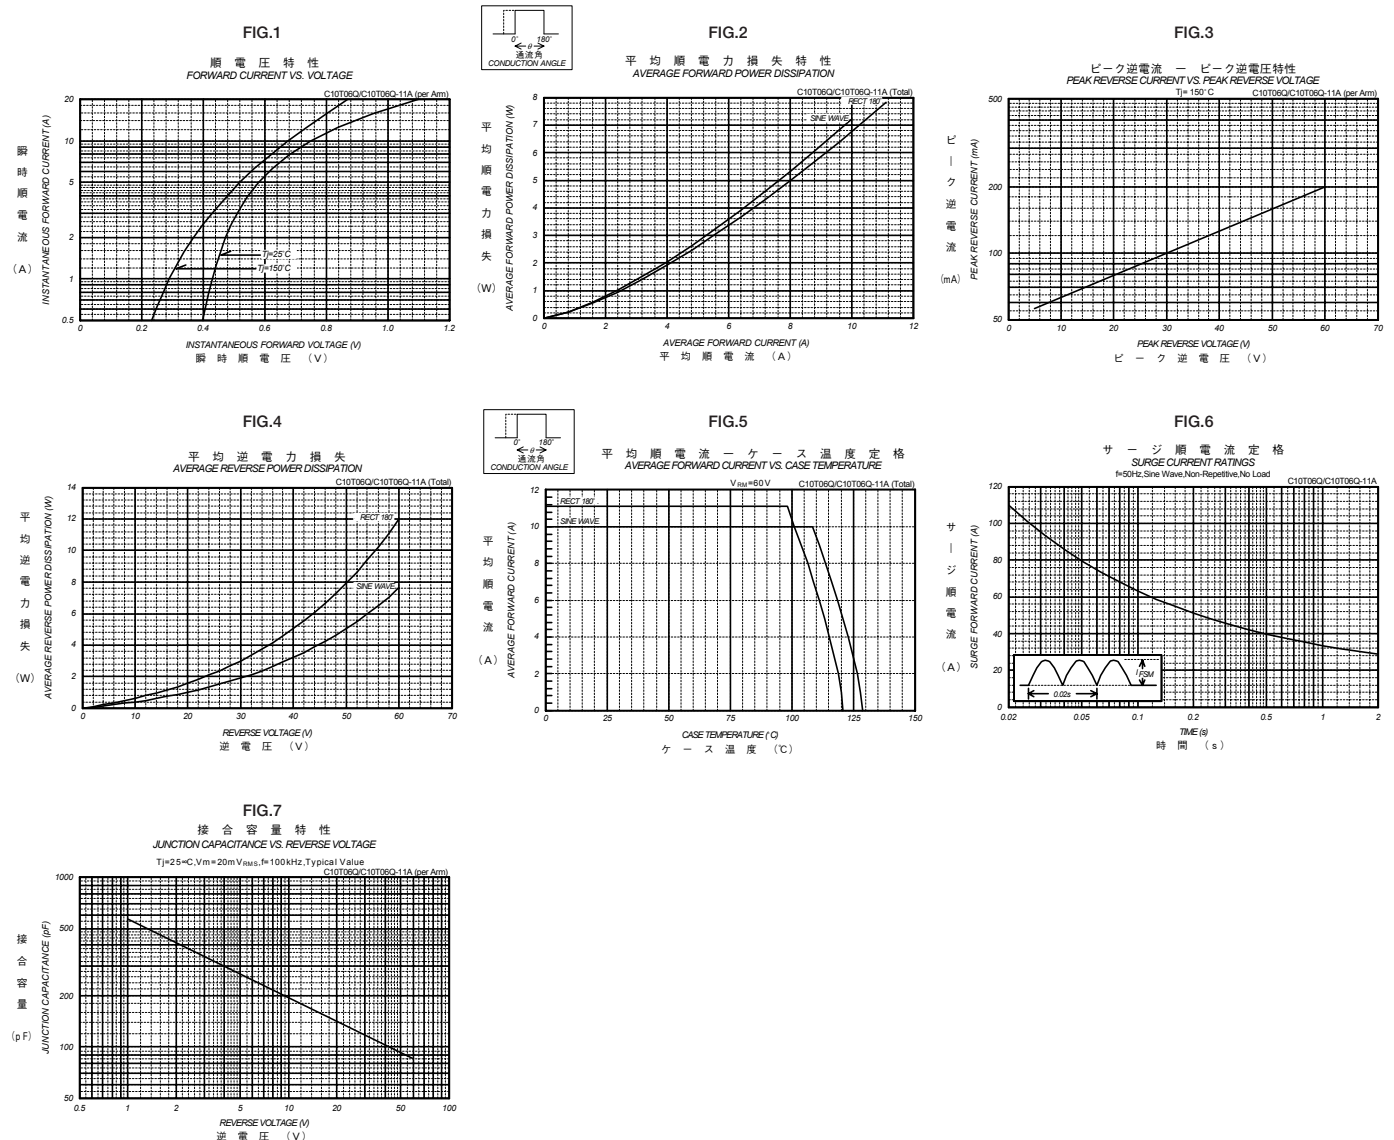 FIG.1
順電圧特性
FORWARD CURRENT VS. VOLTAGE
C10T06Q/C10T06Q-11A (per Arm)
瞬時順電流 (A)
INSTANTANEOUS FORWARD CURRENT (A)
20
10
5
2
1
0.5
Tj=25°C
Tj=150°C
0 0.2 0.4 0.6 0.8 1.0 1.2
INSTANTANEOUS FORWARD VOLTAGE (V)
瞬時順電圧 (V)
0° 180°
θ
通流角
CONDUCTION ANGLE
FIG.2
平均順電力損失特性
AVERAGE FORWARD POWER DISSIPATION
C10T06Q/C10T06Q-11A (Total)
RECT 180°
SINE WAVE
平均順電力損失 (W)
AVERAGE FORWARD POWER DISSIPATION (W)
8
7
6
5
4
3
2
1
0
0 2 4 6 8 10 12
AVERAGE FORWARD CURRENT (A)
平均順電流 (A)
FIG.3
ピーク逆電流 ー ピーク逆電圧特性
PEAK REVERSE CURRENT VS. PEAK REVERSE VOLTAGE
Tj= 150°C C10T06Q/C10T06Q-11A (per Arm)
ピーク逆電流 (mA)
PEAK REVERSE CURRENT (mA)
500
200
100
50
0 10 20 30 40 50 60 70
PEAK REVERSE VOLTAGE (V)
ピーク逆電圧 (V)
FIG.4
平均逆電力損失
AVERAGE REVERSE POWER DISSIPATION
C10T06Q/C10T06Q-11A (Total)
RECT 180°
SINE WAVE
平均逆電力損失 (W)
AVERAGE REVERSE POWER DISSIPATION (W)
14
12
10
8
6
4
2
0
0 10 20 30 40 50 60 70
REVERSE VOLTAGE (V)
逆電圧 (V)
0° 180°
θ
通流角
CONDUCTION ANGLE
FIG.5
平均順電流ーケース温度定格
AVERAGE FORWARD CURRENT VS. CASE TEMPERATURE
VRM=60V C10T06Q/C10T06Q-11A (Total)
RECT 180°
SINE WAVE
平均順電流 (A)
AVERAGE FORWARD CURRENT (A)
12
10
8
6
4
2
0
0 25 50 75 100 125 150
CASE TEMPERATURE (°C)
ケース温度 (℃)
FIG.6
サージ順電流定格
SURGE CURRENT RATINGS
f=50Hz,Sine Wave,Non-Repetitive,No Load
C10T06Q/C10T06Q-11A
サージ順電流 (A)
SURGE FORWARD CURRENT (A)
120
100
80
60
40
20
0
IFSM
0.02s
0.02 0.05 0.1 0.2 0.5 1 2
TIME (s)
時間 (s)
FIG.7
接合容量特性
JUNCTION CAPACITANCE VS. REVERSE VOLTAGE
Tj=25∞C,Vm=20mVRMS,f=100kHz,Typical Value
C10T06Q/C10T06Q-11A (per Arm)
接合容量 (pF)
JUNCTION CAPACITANCE (pF)
1000
500
200
100
50
0.5 1 2 5 10 20 50 100
REVERSE VOLTAGE (V)
逆電圧 (V)